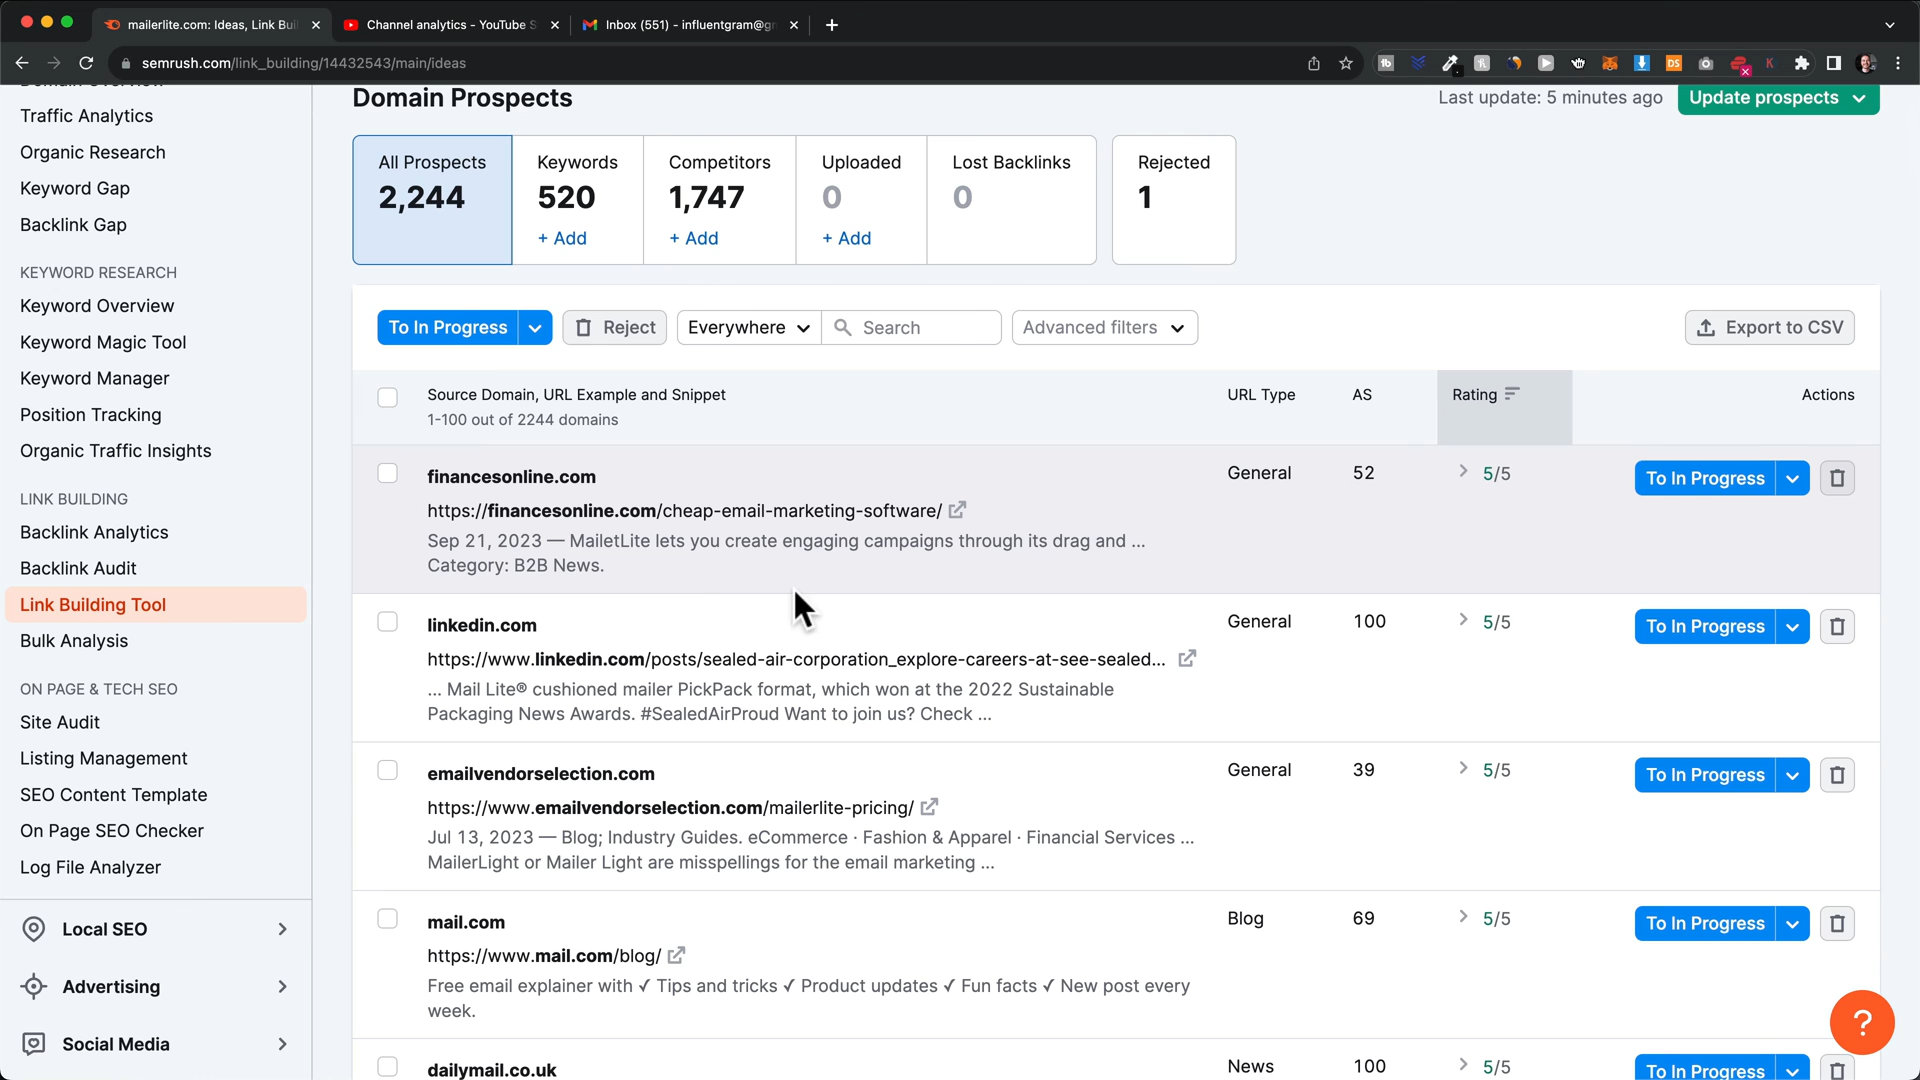 mailerlite.com: Ideas, Link Buil
Channel analytics - YouTube S
Inbox (551) - influentgram@g
semrush.com/link_building/14432543/main/ideas
Domain Overview
Traffic Analytics
Organic Research
Keyword Gap
Backlink Gap
KEYWORD RESEARCH
Keyword Overview
Keyword Magic Tool
Keyword Manager
Position Tracking
Organic Traffic Insights
LINK BUILDING
Backlink Analytics
Backlink Audit
Link Building Tool
Bulk Analysis
ON PAGE & TECH SEO
Site Audit
Listing Management
SEO Content Template
On Page SEO Checker
Log File Analyzer
Local SEO
Advertising
Social Media
Domain Prospects
Last update: 5 minutes ago
Update prospects
All Prospects
2,244
Keywords
520
+ Add
Competitors
1,747
+ Add
Uploaded
0
+ Add
Lost Backlinks
0
Rejected
1
To In Progress
Reject
Everywhere
Search
Advanced filters
Export to CSV
Source Domain, URL Example and Snippet
1-100 out of 2244 domains
URL Type
AS
Rating
Actions
financesonline.com
https://financesonline.com/cheap-email-marketing-software/
Sep 21, 2023 — MailetLite lets you create engaging campaigns through its drag and ...
Category: B2B News.
General
52
5/5
To In Progress
linkedin.com
https://www.linkedin.com/posts/sealed-air-corporation_explore-careers-at-see-sealed...
... Mail Lite® cushioned mailer PickPack format, which won at the 2022 Sustainable
Packaging News Awards. #SealedAirProud Want to join us? Check ...
General
100
5/5
To In Progress
emailvendorselection.com
https://www.emailvendorselection.com/mailerlite-pricing/
Jul 13, 2023 — Blog; Industry Guides. eCommerce · Fashion & Apparel · Financial Services ...
MailerLight or Mailer Light are misspellings for the email marketing ...
General
39
5/5
To In Progress
mail.com
https://www.mail.com/blog/
Free email explainer with ✓ Tips and tricks ✓ Product updates ✓ Fun facts ✓ New post every
week.
Blog
69
5/5
To In Progress
dailymail.co.uk
News
100
5/5
To In Progress
?